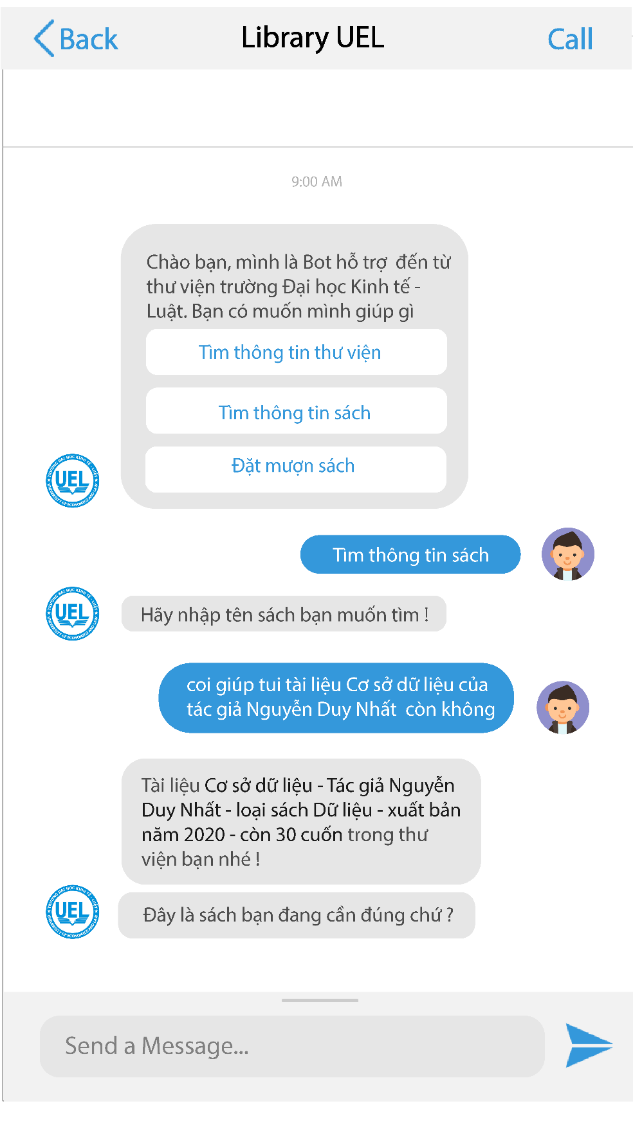 Back
Library UEL
Call
9:00 AM
Chào bạn, mình là Bot hỗ trợ đến từ
thư viện trường Đại học Kinh tế -
Luật. Bạn có muốn mình giúp gì
Tìm thông tin thư viện
Tìm thông tin sách
Đặt mượn sách
UEL
Tìm thông tin sách
UEL
Hãy nhập tên sách bạn muốn tìm !
coi giúp tui tài liệu Cơ sở dữ liệu của
tác giả Nguyễn Duy Nhất còn không
Tài liệu Cơ sở dữ liệu - Tác giả Nguyễn
Duy Nhất - loại sách Dữ liệu - xuất bản
năm 2020 - còn 30 cuốn trong thư
viện bạn nhé !
UEL
Đây là sách bạn đang cần đúng chứ ?
Send a Message...